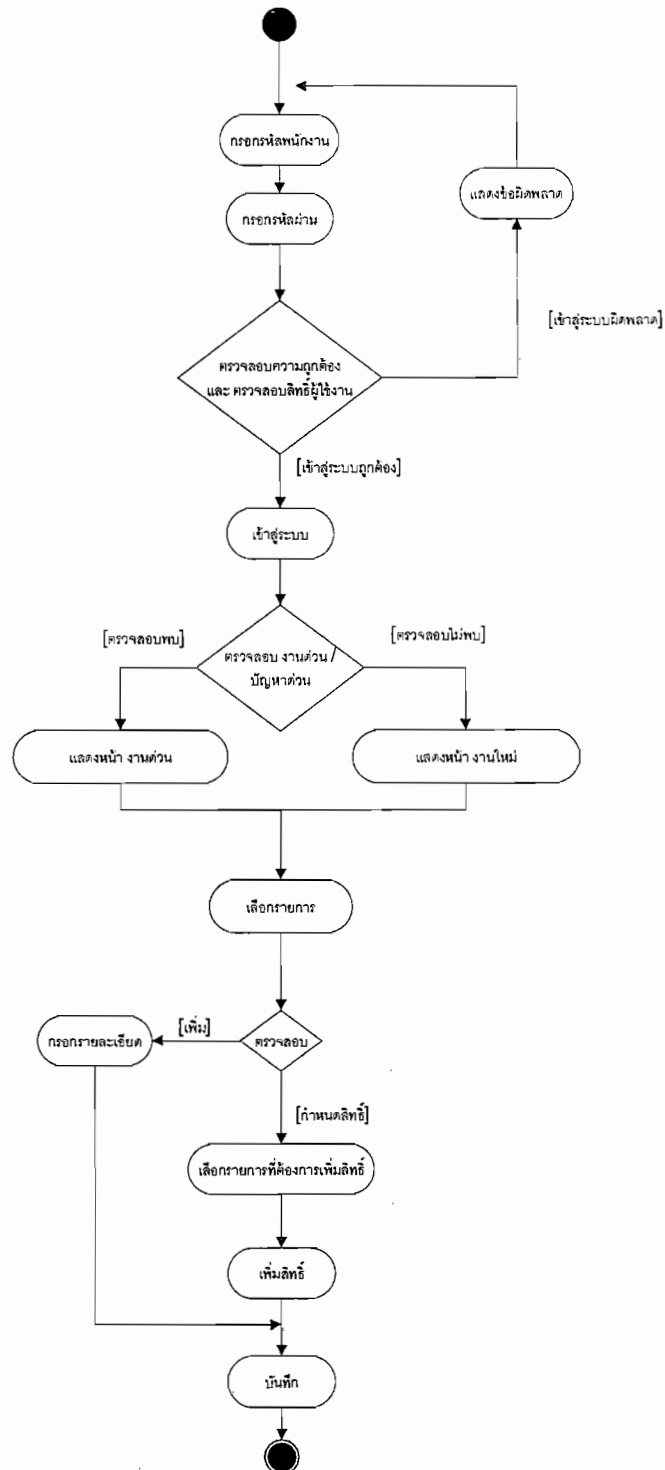 กรอกรหัสพนักงาน
แสดงข้อผิดพลาด
กรอกรหัสผ่าน
[เข้าสู่ระบบผิดพลาด]
ตรวจสอบความถูกต้อง
และ ตรวจสอบสิทธิ์ผู้ใช้งาน
[เข้าสู่ระบบถูกต้อง]
เข้าสู่ระบบ
[ตรวจสอบพบ]
[ตรวจสอบไม่พบ]
ตรวจสอบ งานด่วน /
ปัญหาด่วน
แสดงหน้า งานด่วน
แสดงหน้า งานใหม่
เลือกรายการ
[เพิ่ม]
กรอกรายละเอียด
ตรวจสอบ
[กำหนดสิทธิ์]
เลือกรายการที่ต้องการเพิ่มสิทธิ์
เพิ่มสิทธิ์
บันทึก